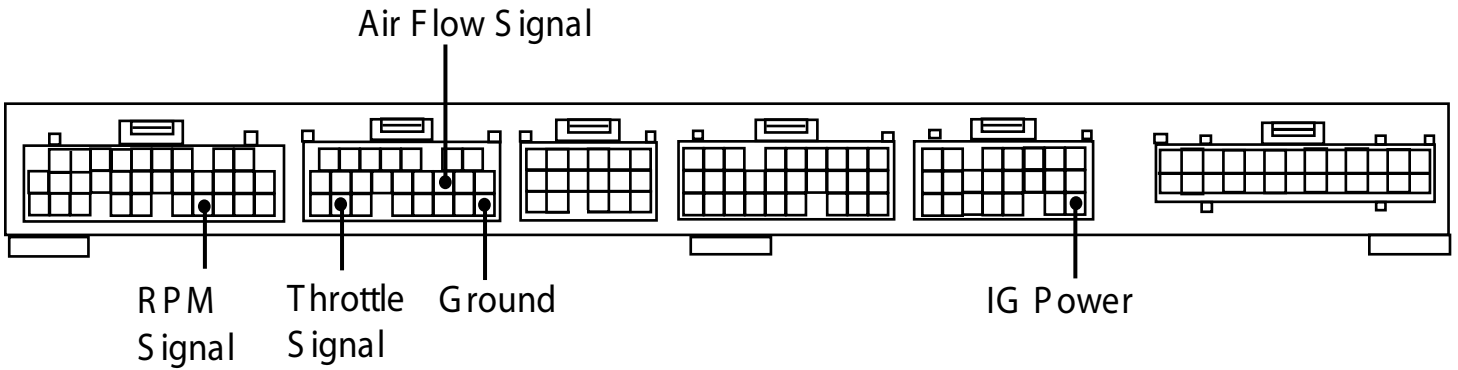 Air Flow Signal
RPM
Signal
Throttle
Signal
Ground
IG Power